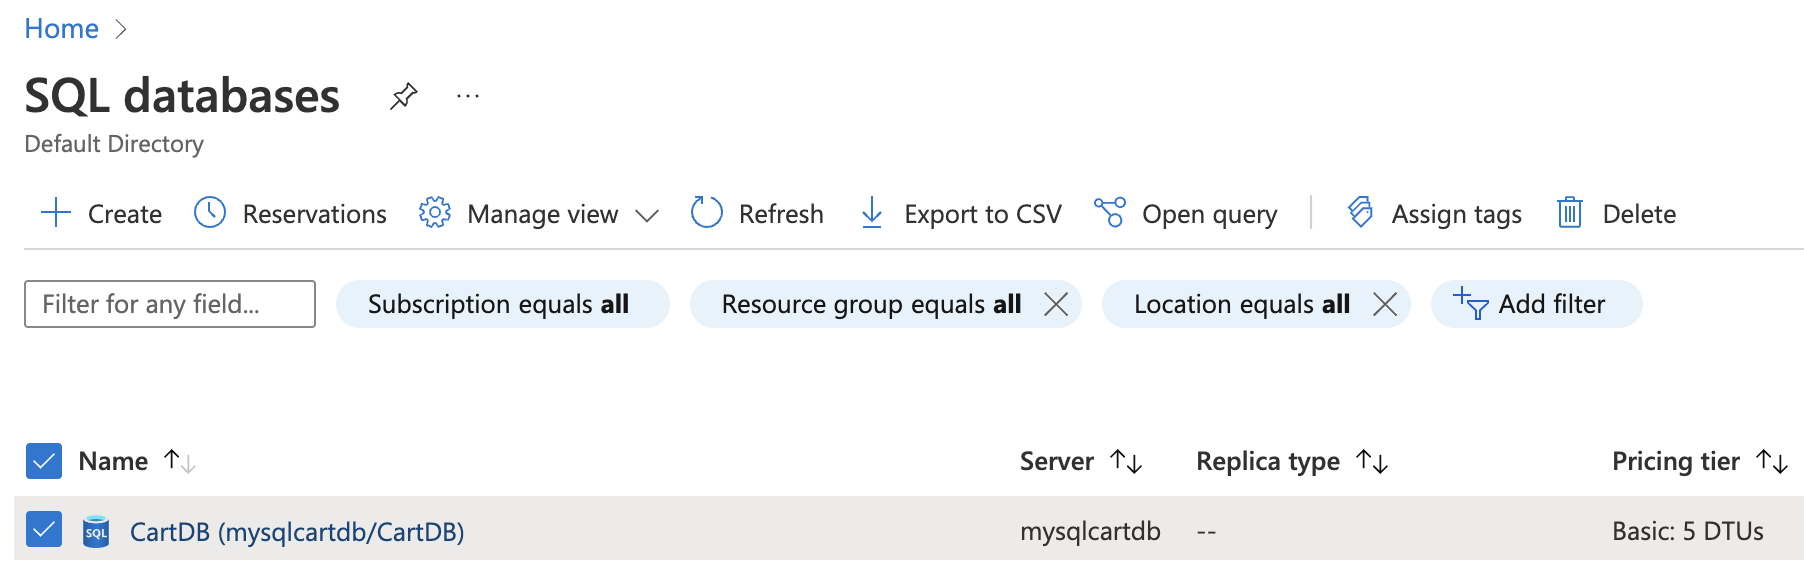 Home
SQL databases
Default Directory
Create Reservations Manage view Refresh Export to CSV Open query Assign tags Delete
Filter for any field... Subscription equals all Resource group equals all Location equals all Add filter
Name Server Replica type Pricing tier
SQL CartDB (mysqlcartdb/CartDB) mysqlcartdb -- Basic: 5 DTUs